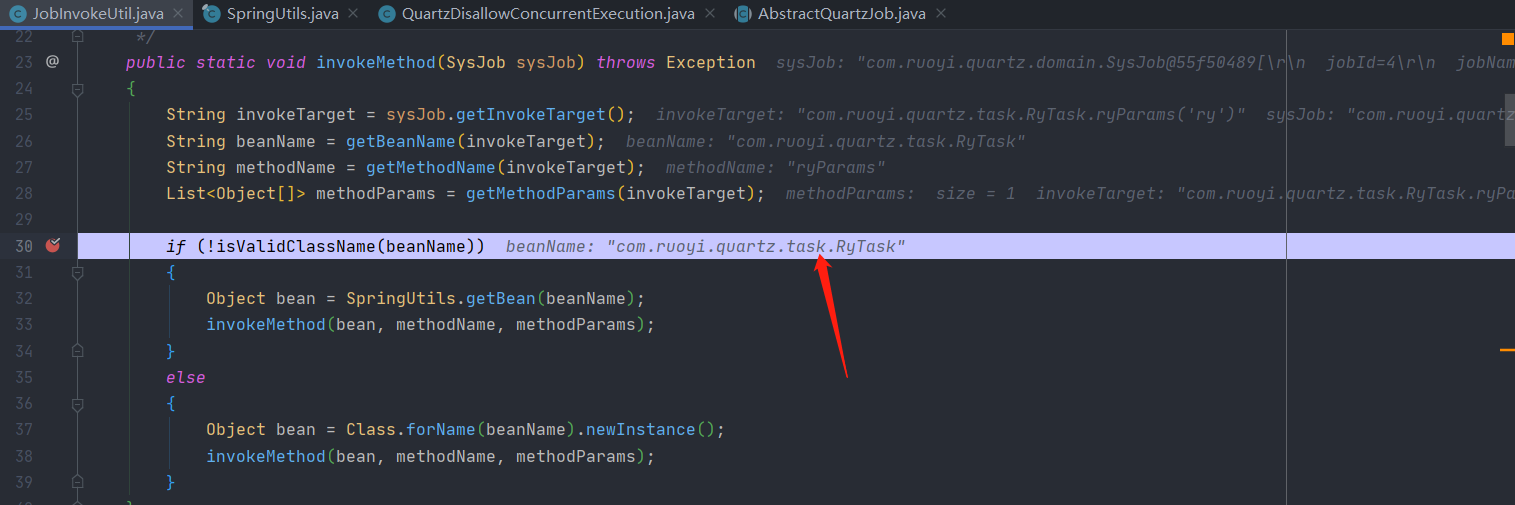 JobInvokeUtil.java SpringUtils.java QuartzDisallowConcurrentExecution.java AbstractQuartzJob.java
22 */
23 @ public static void invokeMethod(SysJob sysJob) throws Exception sysJob: "com.ruoyi.quartz.domain.SysJob@55f50489[\r\n jobId=4\r\n jobNam
24 {
25 String invokeTarget = sysJob.getInvokeTarget(); invokeTarget: "com.ruoyi.quartz.task.RyTask.ryParams('ry')" sysJob: "com.ruoyi.quartz
26 String beanName = getBeanName(invokeTarget); beanName: "com.ruoyi.quartz.task.RyTask"
27 String methodName = getMethodName(invokeTarget); methodName: "ryParams"
28 List<Object[]> methodParams = getMethodParams(invokeTarget); methodParams: size = 1 invokeTarget: "com.ruoyi.quartz.task.RyTask.ryPa
29
30 if (!isValidClassName(beanName)) beanName: "com.ruoyi.quartz.task.RyTask"
31 {
32 Object bean = SpringUtils.getBean(beanName);
33 invokeMethod(bean, methodName, methodParams);
34 }
35 else
36 {
37 Object bean = Class.forName(beanName).newInstance();
38 invokeMethod(bean, methodName, methodParams);
39 }